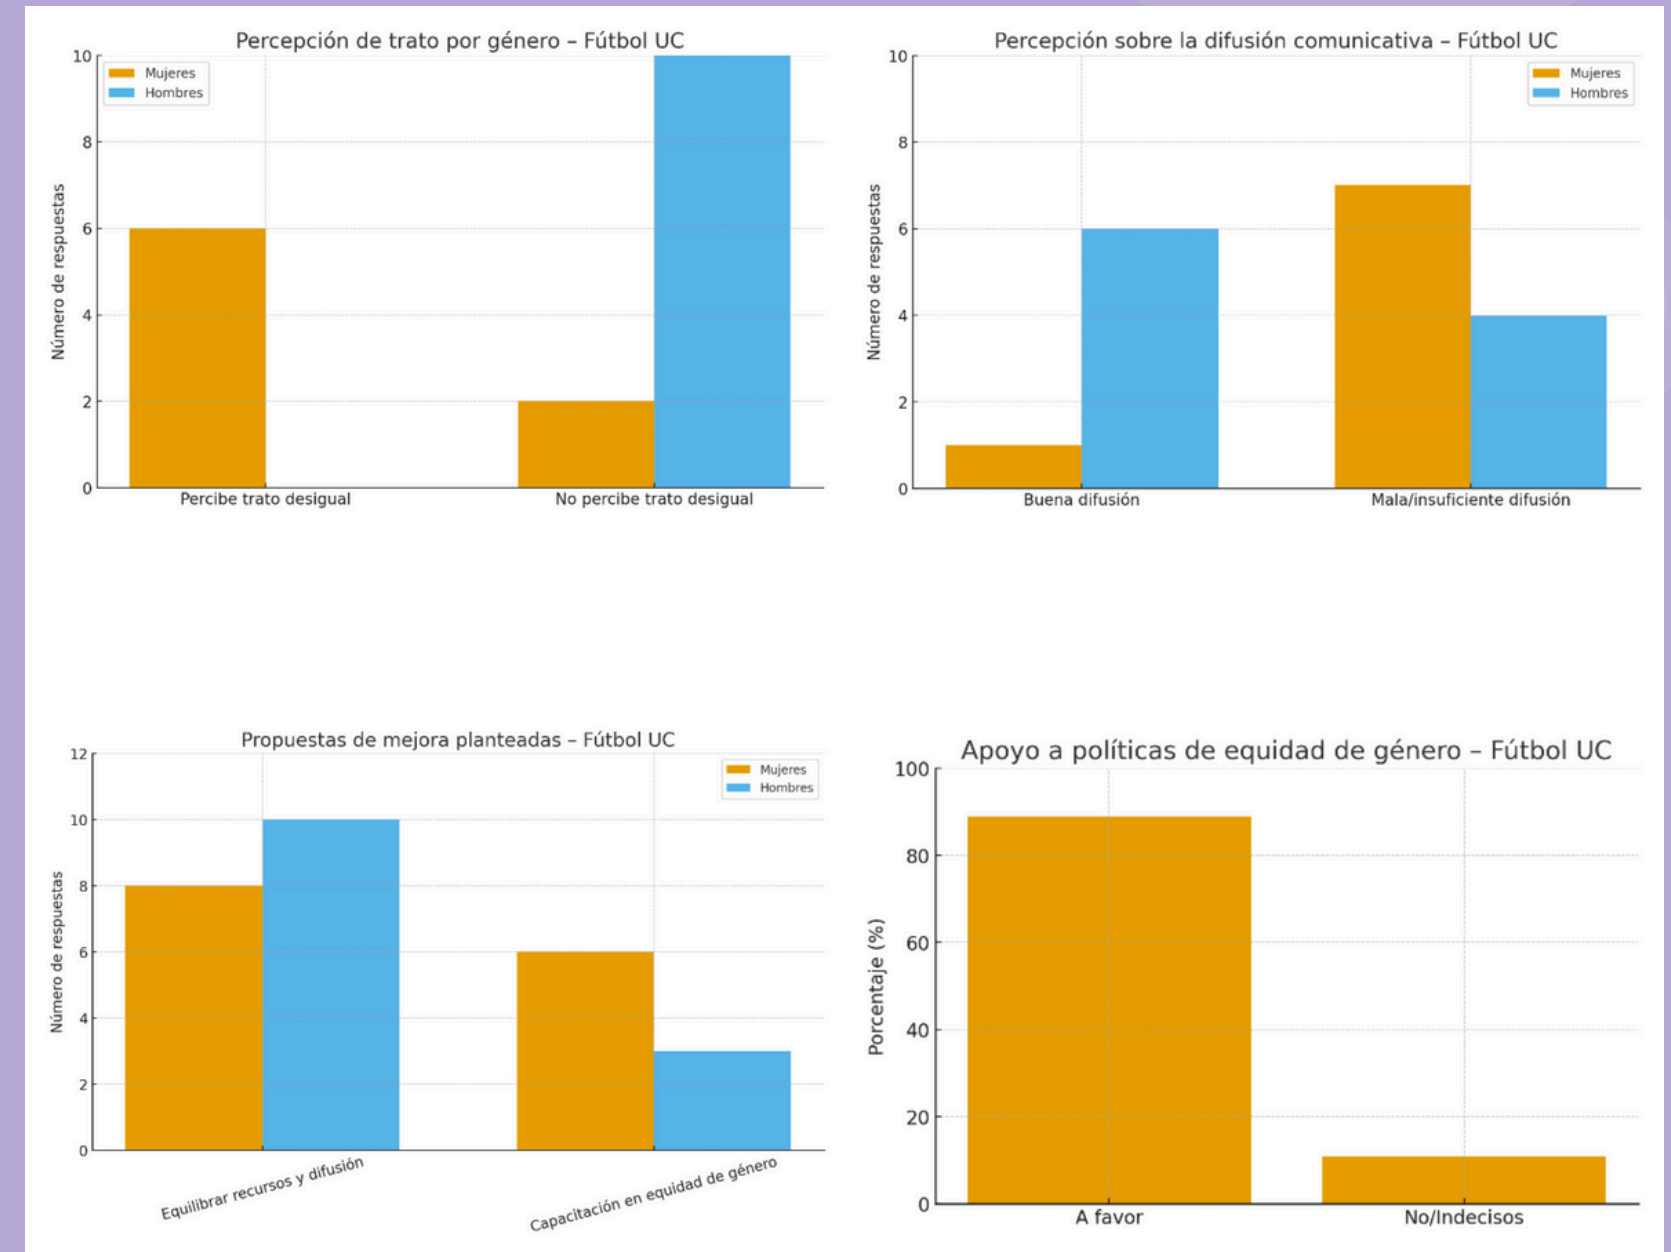 Percepción de trato por género – Fútbol UC
Mujeres
Hombres
Número de respuestas
10
8
6
4
2
0
Percibe trato desigual
No percibe trato desigual
Percepción sobre la difusión comunicativa – Fútbol UC
Mujeres
Hombres
Número de respuestas
10
8
6
4
2
0
Buena difusión
Mala/insuficiente difusión
Propuestas de mejora planteadas – Fútbol UC
Mujeres
Hombres
Número de respuestas
12
10
8
6
4
2
0
Equilibrar recursos y difusión
Capacitación en equidad de género
Apoyo a políticas de equidad de género – Fútbol UC
Porcentaje (%)
100
80
60
40
20
0
A favor
No/Indecisos